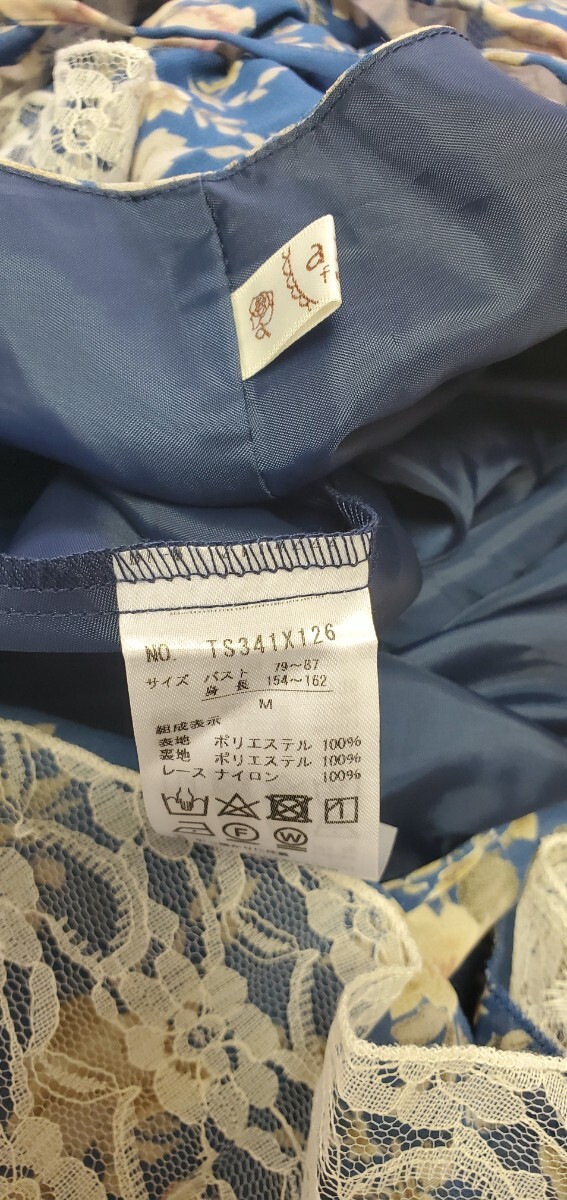 NO. TS341X126
サイズ バスト 79~87
身長 154~162
M
組成表示
表地 ポリエステル 100%
裏地 ポリエステル 100%
レース ナイロン 100%
F
W